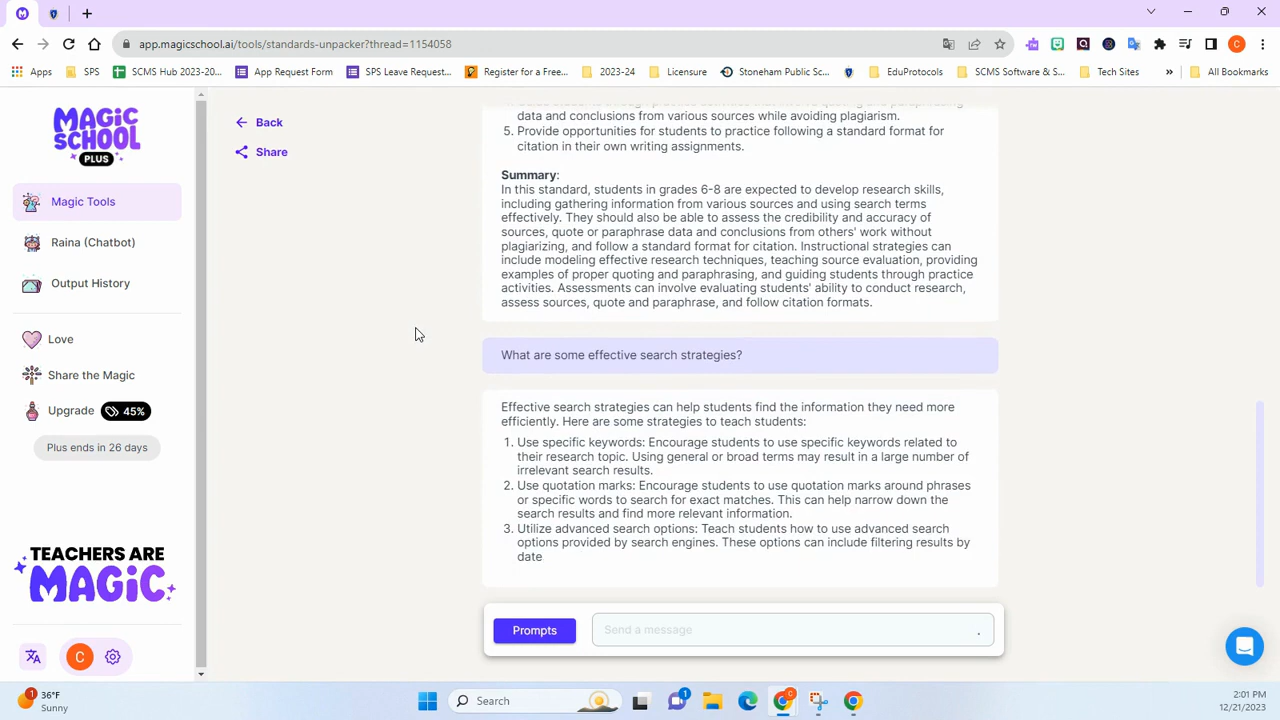 app.magicschool.ai/tools/standards-unpacker?thread=1154058
Apps
SPS
SCMS Hub 2023-20...
App Request Form
SPS Leave Request...
Register for a Free...
2023-24
Licensure
Stoneham Public Sc...
EduProtocols
SCMS Software & S...
Tech Sites
All Bookmarks
MAGIC
SCHOOL
PLUS
Magic Tools
Raina (Chatbot)
Output History
Love
Share the Magic
Upgrade 45%
Plus ends in 26 days
TEACHERS ARE
MAGIC
C
Back
Share
data and conclusions from various sources while avoiding plagiarism.
5. Provide opportunities for students to practice following a standard format for
citation in their own writing assignments.
Summary:
In this standard, students in grades 6-8 are expected to develop research skills,
including gathering information from various sources and using search terms
effectively. They should also be able to assess the credibility and accuracy of
sources, quote or paraphrase data and conclusions from others' work without
plagiarizing, and follow a standard format for citation. Instructional strategies can
include modeling effective research techniques, teaching source evaluation, providing
examples of proper quoting and paraphrasing, and guiding students through practice
activities. Assessments can involve evaluating students' ability to conduct research,
assess sources, quote and paraphrase, and follow citation formats.
What are some effective search strategies?
Effective search strategies can help students find the information they need more
efficiently. Here are some strategies to teach students:
1. Use specific keywords: Encourage students to use specific keywords related to
their research topic. Using general or broad terms may result in a large number of
irrelevant search results.
2. Use quotation marks: Encourage students to use quotation marks around phrases
or specific words to search for exact matches. This can help narrow down the
search results and find more relevant information.
3. Utilize advanced search options: Teach students how to use advanced search
options provided by search engines. These options can include filtering results by
date
Prompts
Send a message
36°F
Sunny
Search
2:01 PM
12/21/2023